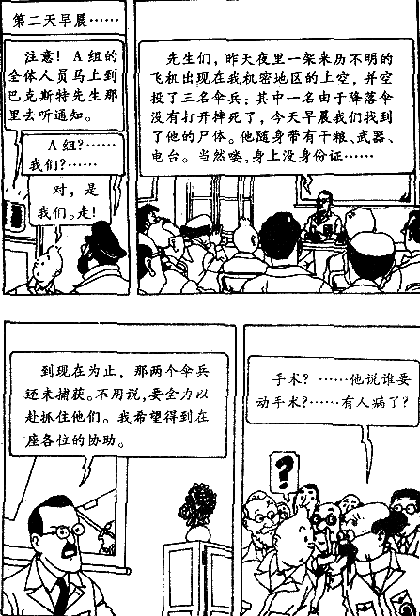 第二天早晨……
注意！A组的
全体人员马上到
巴克斯特先生那
里去听通知。
A组？……
我们？……
对，是
我们，走！
先生们，昨天夜里一架来历不明的
飞机出现在我机密地区的上空，并空
投了三名伞兵；其中一名由于降落伞
没有打开摔死了，今天早晨我们找到
了他的尸体。他随身带有干粮、武器、
电台。当然喽，身上没身份证……
到现在为止，那两个伞兵
还未捕获。不用说，要全力以
赴抓住他们。我希望得到在
座各位的协助。
手术？……他说谁要
动手术？……有人病了？
?